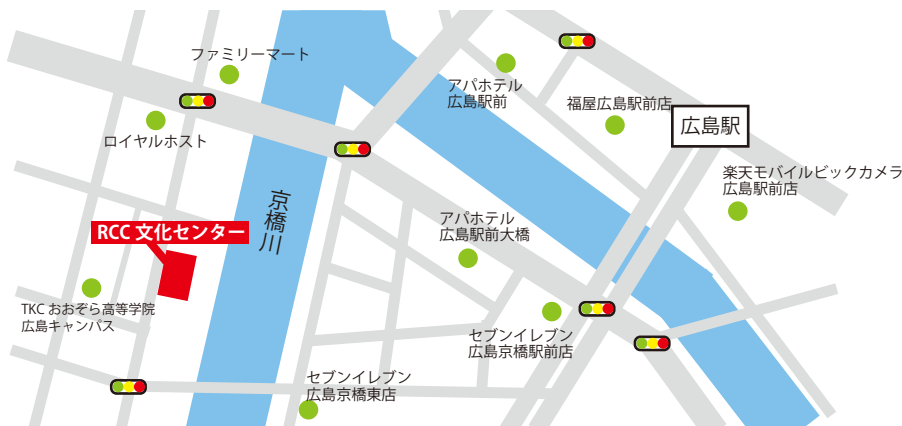 ファミリーマート
ロイヤルホスト
京橋川
アパホテル
広島駅前
福屋広島駅前店
広島駅
楽天モバイルビックカメラ
広島駅前店
RCC 文化センター
アパホテル
広島駅前大橋
TKC おおぞら高等学院
広島キャンパス
セブンイレブン
広島京橋駅前店
セブンイレブン
広島京橋東店